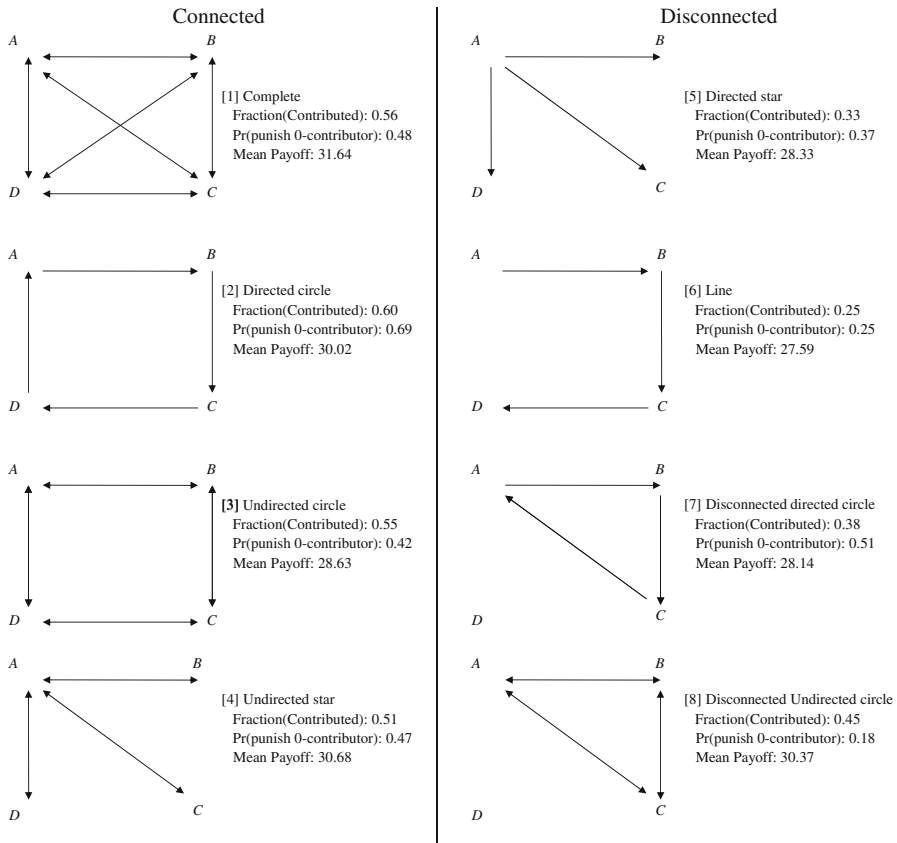 Connected
A
B
[1] Complete
Fraction(Contributed): 0.56
Pr(punish 0-contributor): 0.48
Mean Payoff: 31.64
D
C
A
B
[2] Directed circle
Fraction(Contributed): 0.60
Pr(punish 0-contributor): 0.69
Mean Payoff: 30.02
D
C
A
B
[3] Undirected circle
Fraction(Contributed): 0.55
Pr(punish 0-contributor): 0.42
Mean Payoff: 28.63
D
C
A
B
[4] Undirected star
Fraction(Contributed): 0.51
Pr(punish 0-contributor): 0.47
Mean Payoff: 30.68
D
C
Disconnected
A
B
[5] Directed star
Fraction(Contributed): 0.33
Pr(punish 0-contributor): 0.37
Mean Payoff: 28.33
D
C
A
B
[6] Line
Fraction(Contributed): 0.25
Pr(punish 0-contributor): 0.25
Mean Payoff: 27.59
D
C
A
B
[7] Disconnected directed circle
Fraction(Contributed): 0.38
Pr(punish 0-contributor): 0.51
Mean Payoff: 28.14
D
C
A
B
[8] Disconnected Undirected circle
Fraction(Contributed): 0.45
Pr(punish 0-contributor): 0.18
Mean Payoff: 30.37
D
C